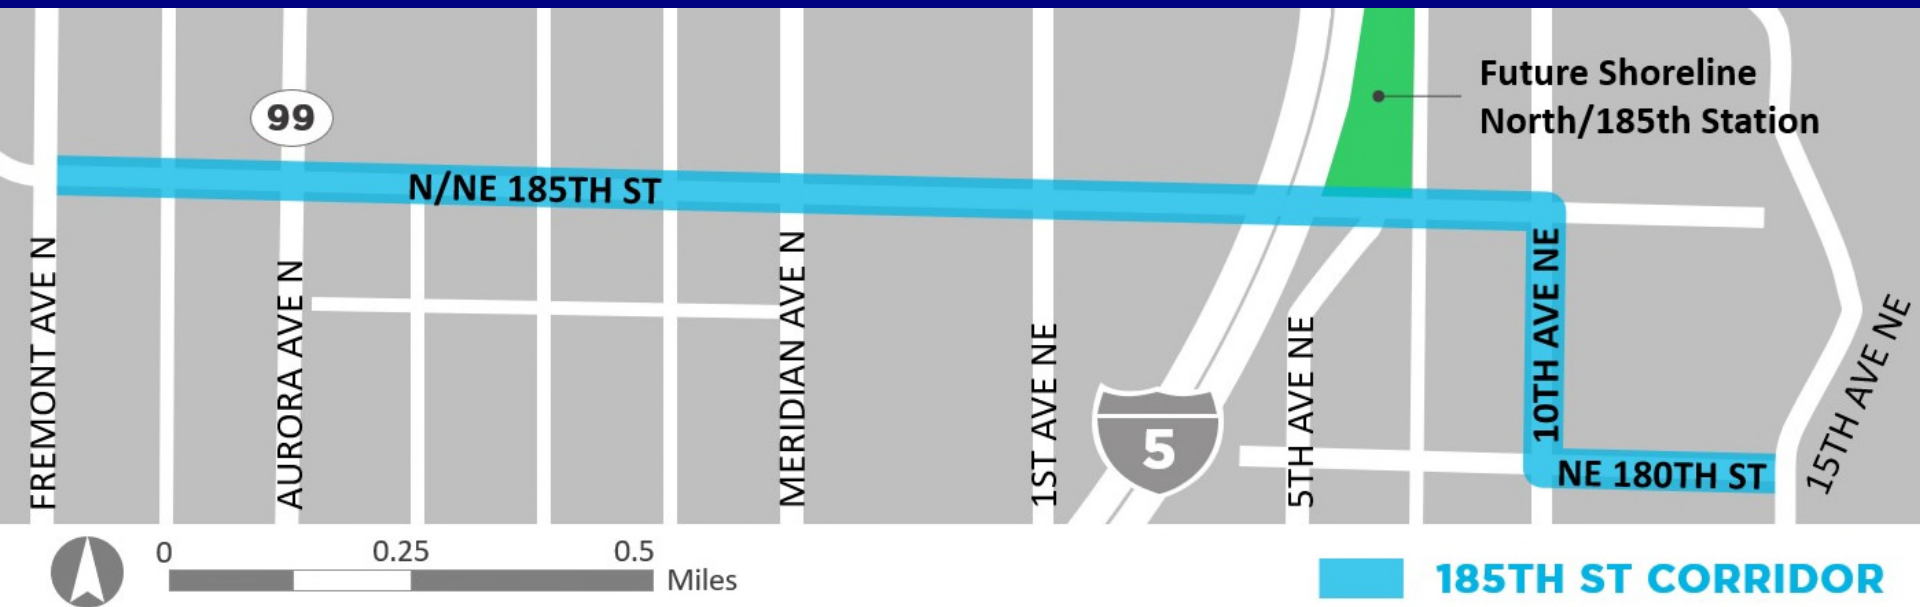 Future Shoreline
North/185th Station
99
N/NE 185TH ST
FREMONT AVE N
AURORA AVE N
MERIDIAN AVE N
1ST AVE NE
5
5TH AVE NE
10TH AVE NE
15TH AVE NE
NE 180TH ST
0 0.25 0.5
Miles
185TH ST CORRIDOR